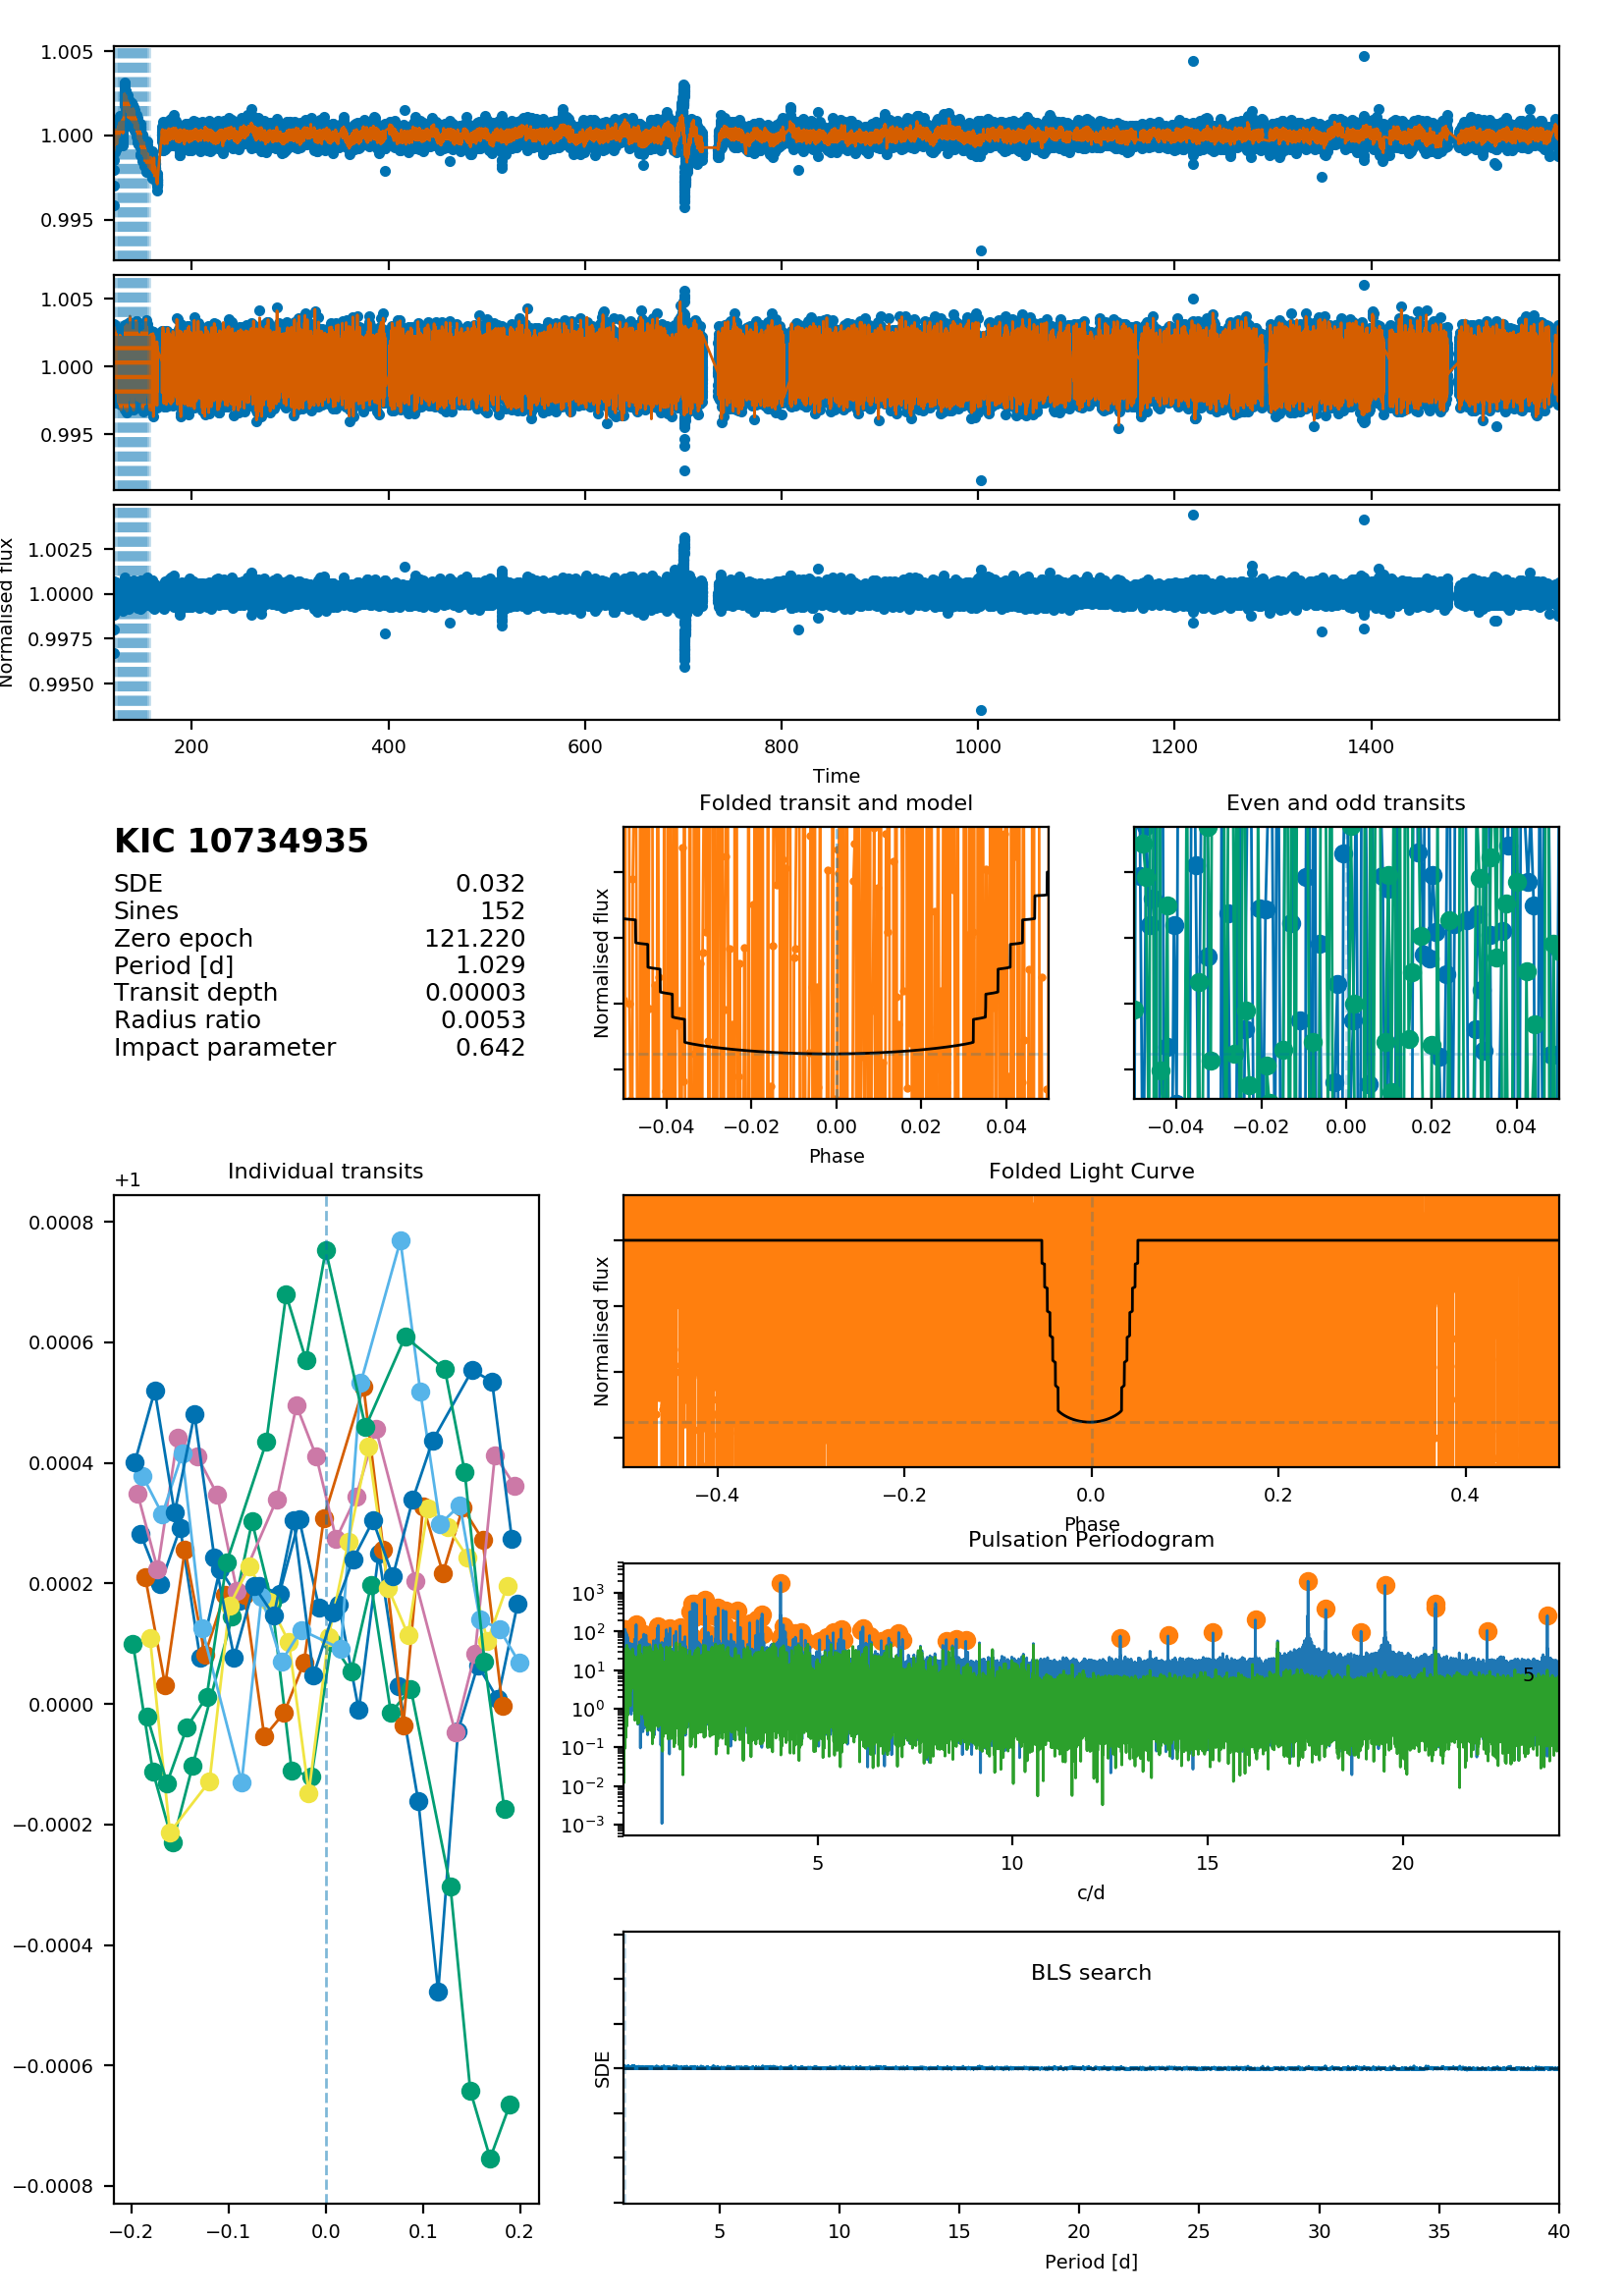 1.005
1.000
0.995
1.005
1.000
0.995
1.0025
1.0000
0.9975
0.9950
Normalised flux
200 400 600 800 1000 1200 1400
Time
KIC 10734935
SDE 0.032
Sines 152
Zero epoch 121.220
Period [d] 1.029
Transit depth 0.00003
Radius ratio 0.0053
Impact parameter 0.642
Folded transit and model
Normalised flux
−0.04 −0.02 0.00 0.02 0.04
Phase
Even and odd transits
−0.04 −0.02 0.00 0.02 0.04
Individual transits
+1
0.0008
0.0006
0.0004
0.0002
0.0000
−0.0002
−0.0004
−0.0006
−0.0008
−0.2 −0.1 0.0 0.1 0.2
Folded Light Curve
Normalised flux
−0.4 −0.2 0.0 0.2 0.4
Phase
Pulsation Periodogram
10³
10²
10¹
10⁰
10⁻¹
10⁻²
10⁻³
5
5 10 15 20
c/d
BLS search
SDE
5 10 15 20 25 30 35 40
Period [d]